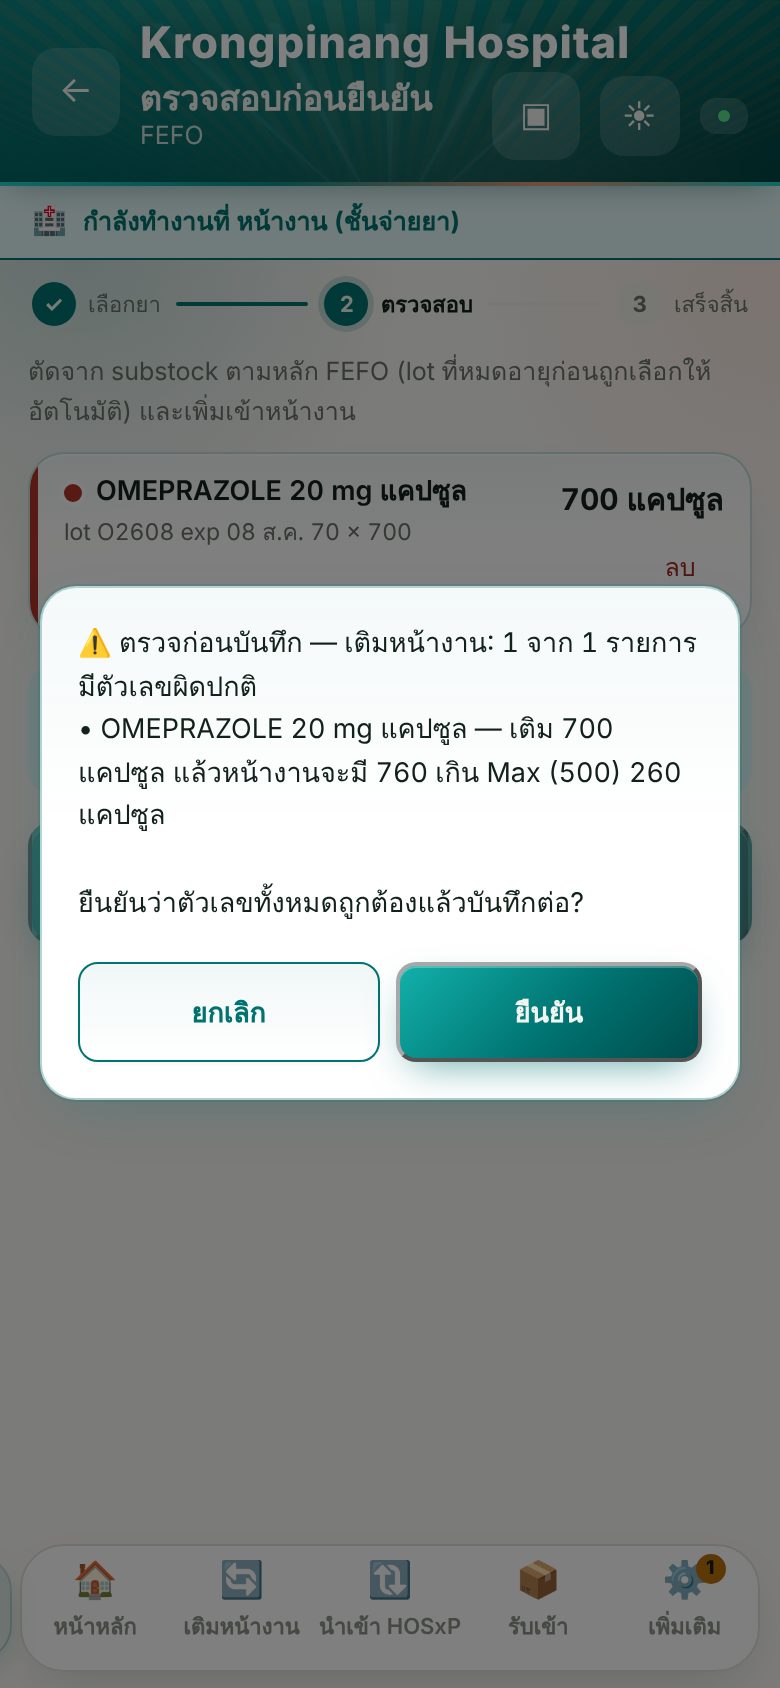 Krongpinang Hospital
ตรวจสอบก่อนยืนยัน
FEFO
กำลังทำงานที่ หน้างาน (ชั้นจ่ายยา)
เลือกยา
2 ตรวจสอบ
3 เสร็จสิ้น
ตัดจาก substock ตามหลัก FEFO (lot ที่หมดอายุก่อนถูกเลือกให้
อัตโนมัติ) และเพิ่มเข้าหน้างาน
OMEPRAZOLE 20 mg แคปซูล
700 แคปซูล
lot O2608 exp 08 ส.ค. 70 × 700
ลบ
⚠️ ตรวจก่อนบันทึก — เติมหน้างาน: 1 จาก 1 รายการ
มีตัวเลขผิดปกติ
• OMEPRAZOLE 20 mg แคปซูล — เติม 700
แคปซูล แล้วหน้างานจะมี 760 เกิน Max (500) 260
แคปซูล
ยืนยันว่าตัวเลขทั้งหมดถูกต้องแล้วบันทึกต่อ?
ยกเลิก
ยืนยัน
1
หน้าหลัก
เติมหน้างาน
นำเข้า HOSxP
รับเข้า
เพิ่มเติม